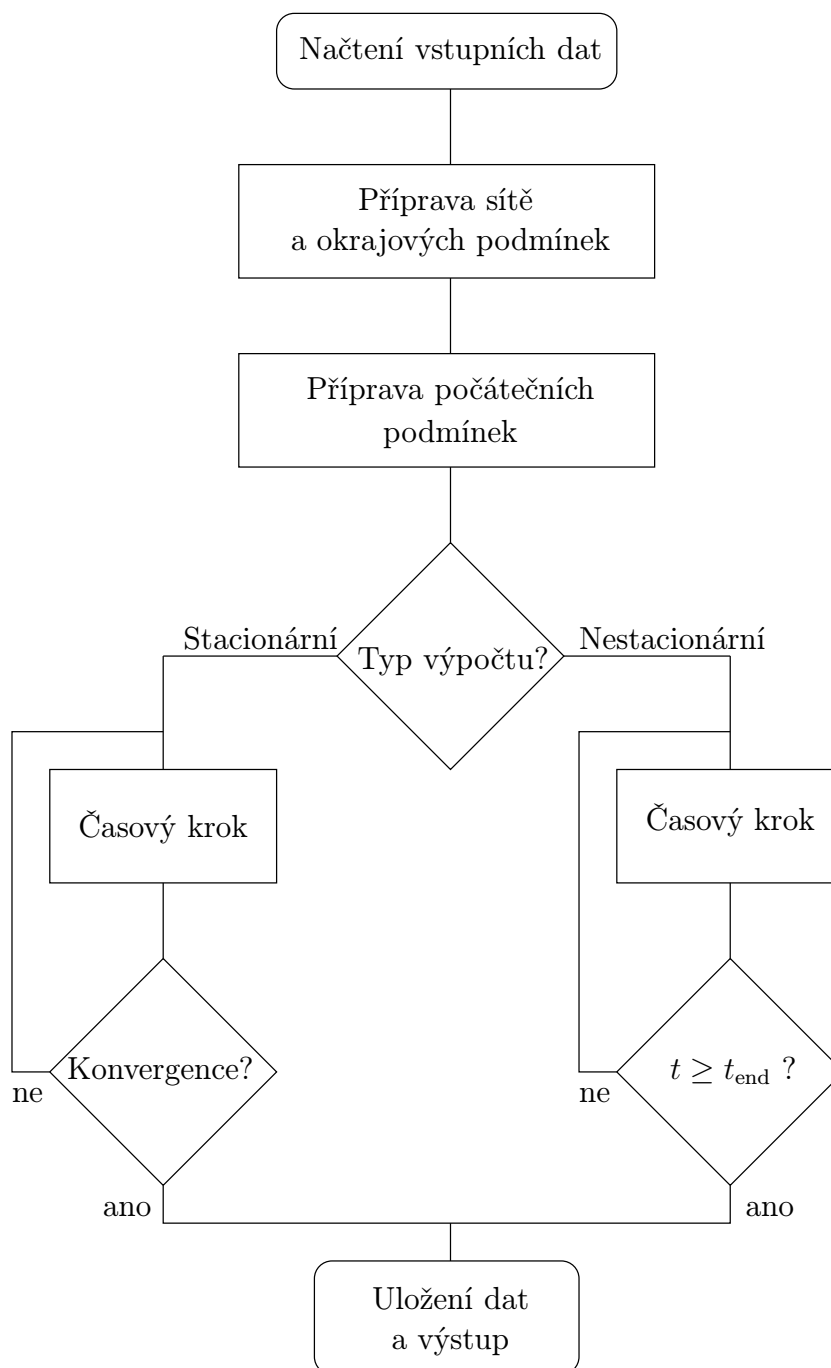 Načtení vstupních dat
Příprava sítě
a okrajových podmínek
Příprava počátečních
podmínek
Stacionární
Typ výpočtu?
Nestacionární
Časový krok
Časový krok
Konvergence?
ne
t ≥ t_end ?
ne
ano
ano
Uložení dat
a výstup